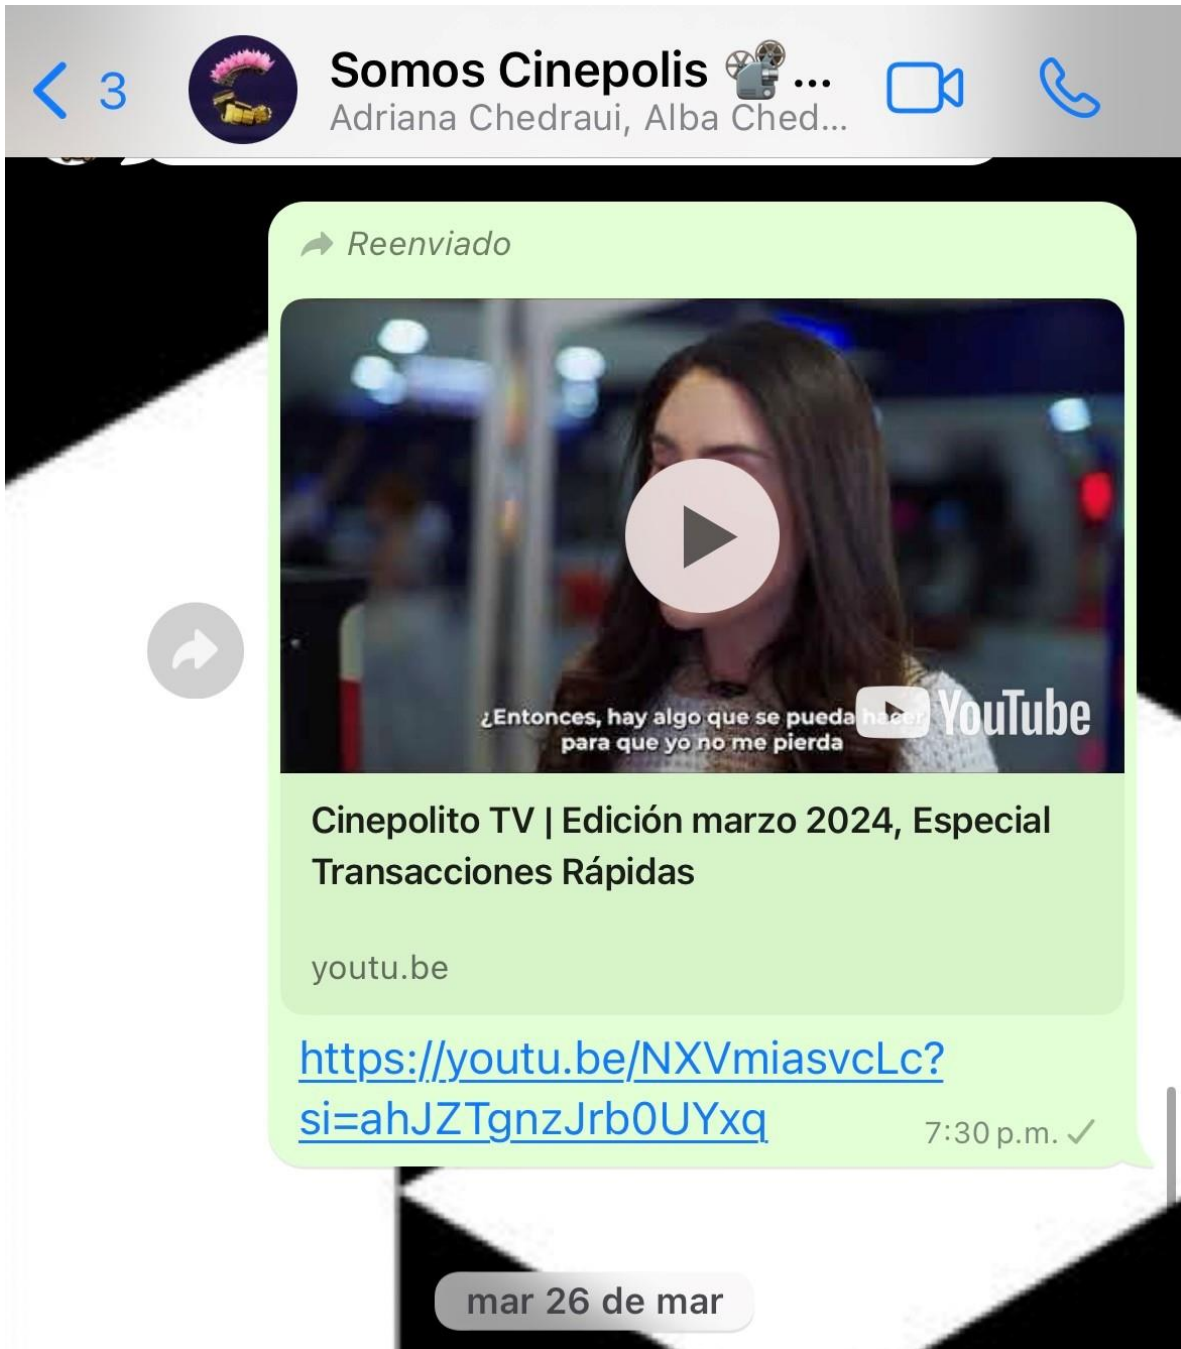 3
Somos Cinepolis 📽️...
Adriana Chedraui, Alba Ched...
Reenviado
¿Entonces, hay algo que se pueda hacer
para que yo no me pierda
YouTube
Cinepolito TV | Edición marzo 2024, Especial
Transacciones Rápidas
youtu.be
https://youtu.be/NXVmiasvcLc?
si=ahJZTgnzJrb0UYxq
7:30 p.m.
mar 26 de mar